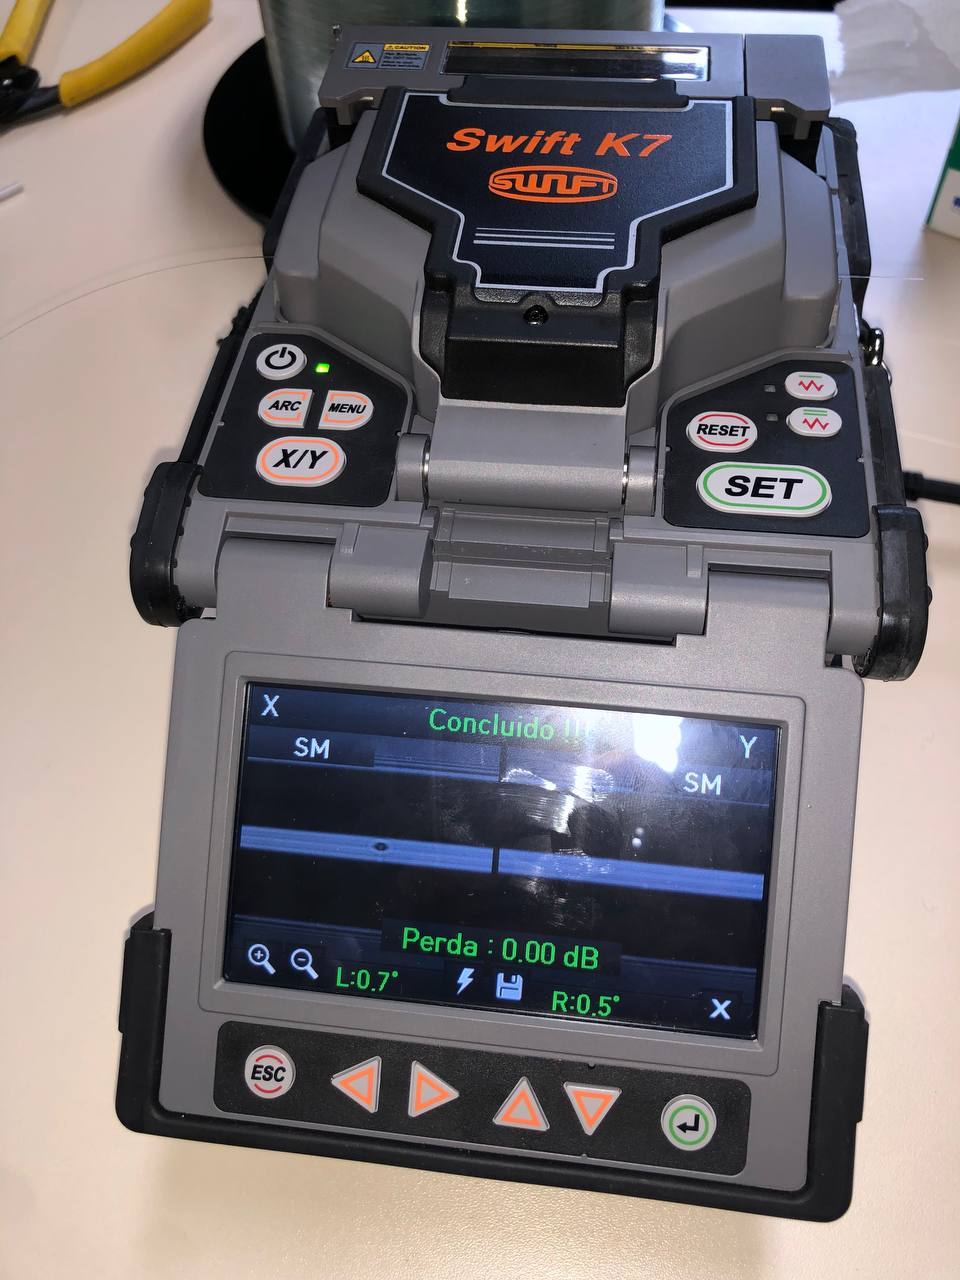 CAUTION
Swift K7
SWIFT
ARC
MENU
X/Y
RESET
SET
X
Concluido !!!
Y
SM
SM
Perda : 0.00 dB
L:0.7°
R:0.5°
X
ESC